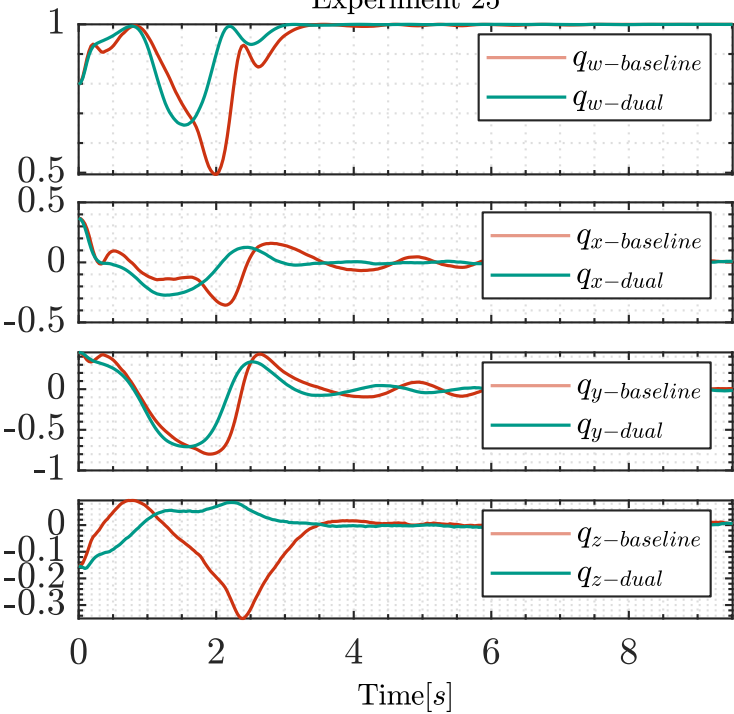 Experiment 25
1
0.5
q_{w-baseline}
q_{w-dual}
0.5
0
-0.5
q_{x-baseline}
q_{x-dual}
0
-0.5
-1
q_{y-baseline}
q_{y-dual}
0
-0.1
-0.2
-0.3
q_{z-baseline}
q_{z-dual}
0 2 4 6 8
Time[s]